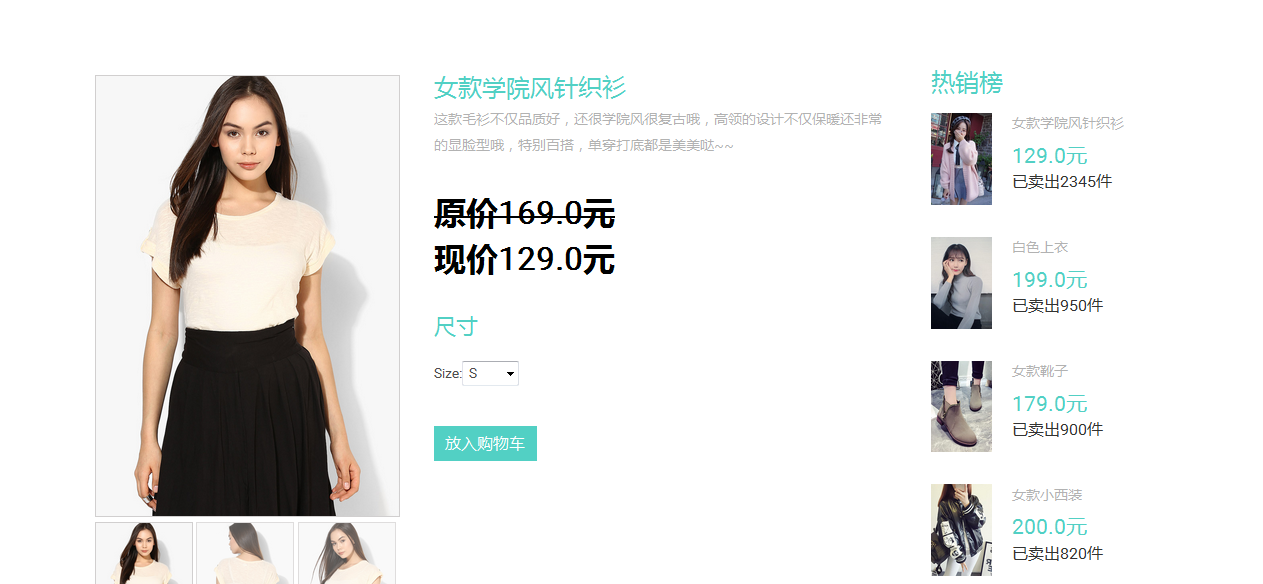 女款学院风针织衫
这款毛衫不仅品质好，还很学院风很复古哦，高领的设计不仅保暖还非常
的显脸型哦，特别百搭，单穿打底都是美美哒~~
原价169.0元
现价129.0元
尺寸
Size: S
放入购物车
热销榜
女款学院风针织衫
129.0元
已卖出2345件
白色上衣
199.0元
已卖出950件
女款靴子
179.0元
已卖出900件
女款小西装
200.0元
已卖出820件